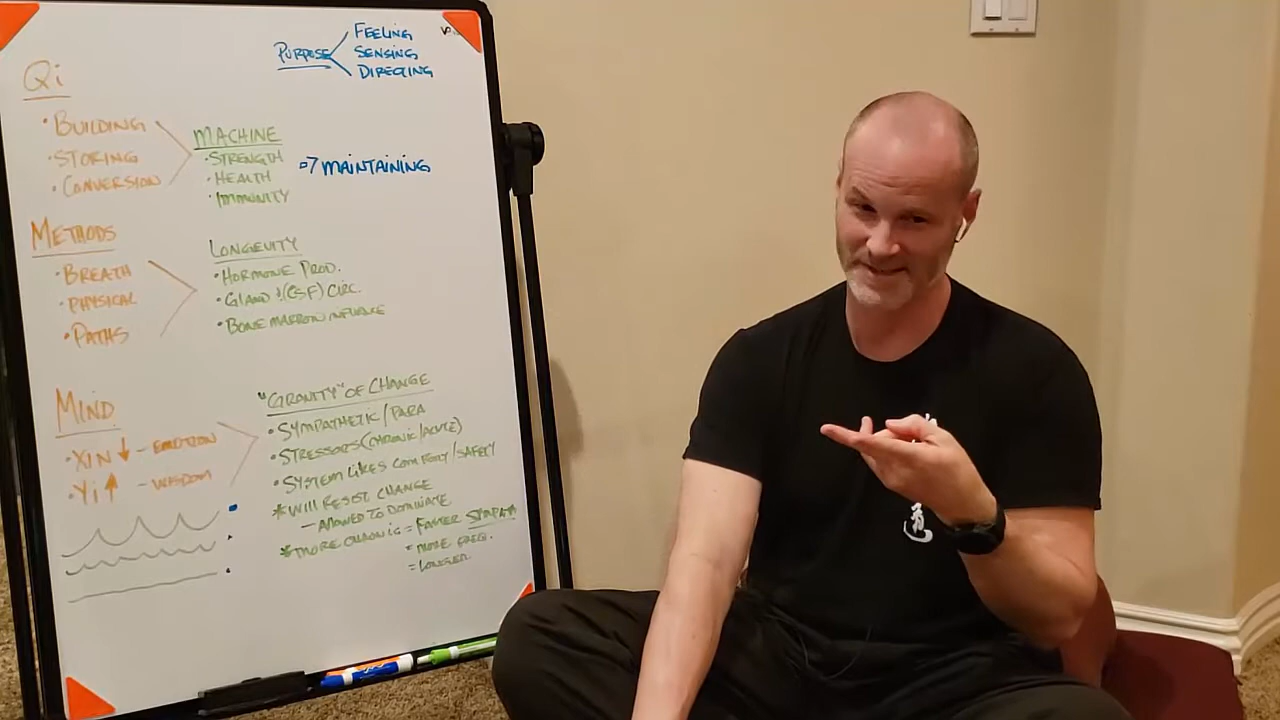 PURPOSE
FEELING
SENSING
DIRECTING
Qi
• BUILDING
• STORING
• CONVERSION
MACHINE
• STRENGTH
• HEALTH
• IMMUNITY
=> MAINTAINING
METHODS
• BREATH
• PHYSICAL
• PATHS
LONGEVITY
• HORMONE PROD.
• GLAND & (CSF) CIRC.
• BONE MARROW INFLUENCE
MIND
• XIN ↓ - EMOTION
• Yi ↑ - WISDOM
"GRAVITY" OF CHANGE
• SYMPATHETIC/PARA
• STRESSORS (CHRONIC/ACUTE)
• SYSTEM LIKES COMFORT/SAFETY
* WILL RESIST CHANGE
- ALLOWED TO DOMINATE
* MORE CHRONIC = FASTER SYMPATH
= MORE FREQ.
= LONGER